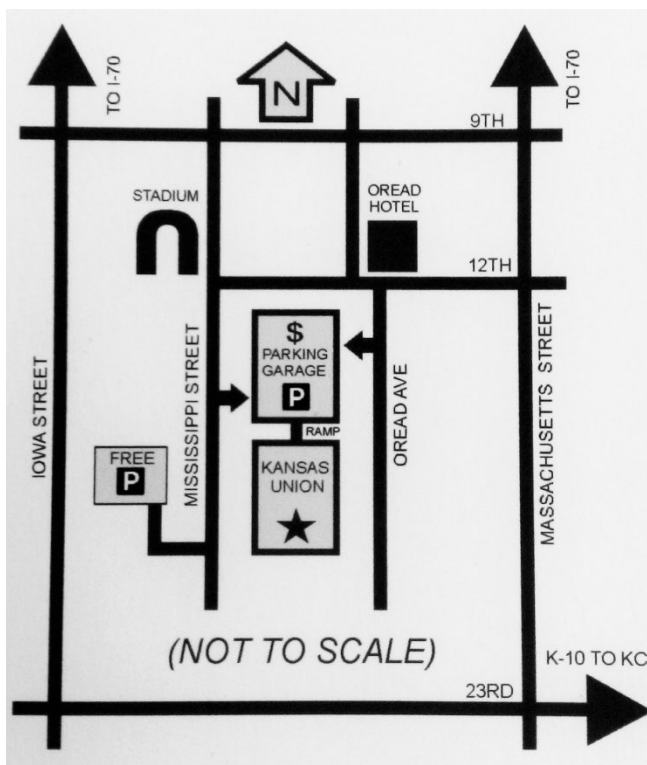 TO I-70
N
TO I-70
9TH
STADIUM
OREAD
HOTEL
12TH
$
PARKING
GARAGE
P
RAMP
FREE
P
KANSAS
UNION
IOWA STREET
MISSISSIPPI STREET
OREAD AVE
MASSACHUSETTS STREET
(NOT TO SCALE)
K-10 TO KC
23RD